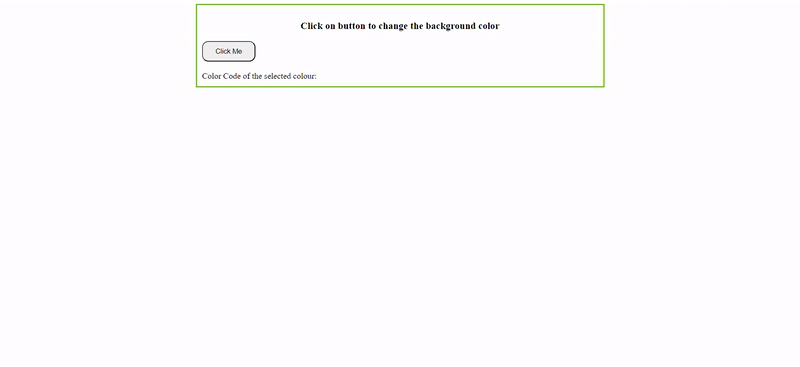 Click on button to change the background color
Click Me
Color Code of the selected colour: